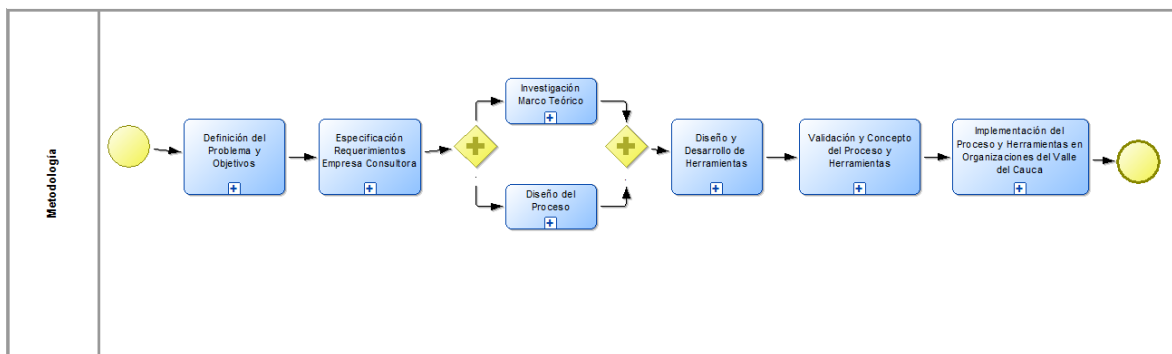 Metodología
Definición del
Problema y
Objetivos
Especificación
Requerimientos
Empresa Consultora
Investigación
Marco Teórico
Diseño del
Proceso
Diseño y
Desarrollo de
Herramientas
Validación y Concepto
del Proceso y
Herramientas
Implementación del
Proceso y Herramientas en
Organizaciones del Valle
del Cauca